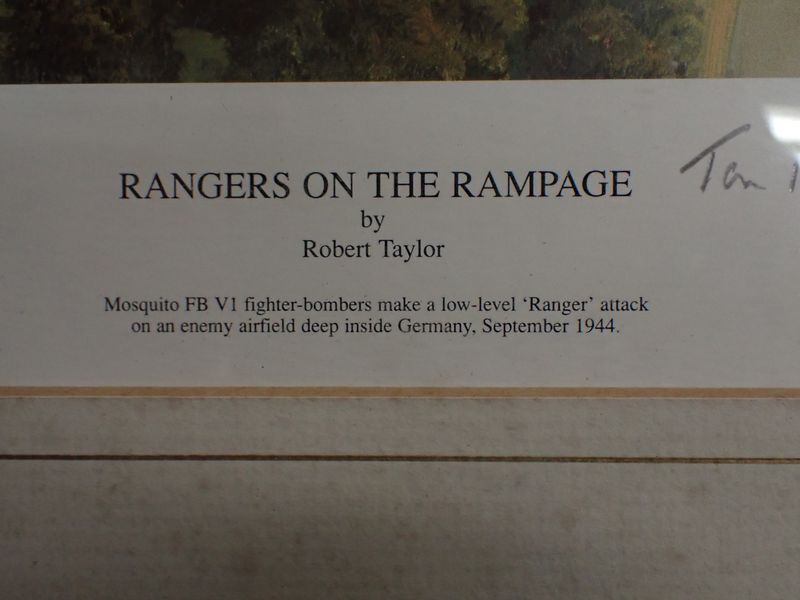 RANGERS ON THE RAMPAGE
by
Robert Taylor
Mosquito FB V1 fighter-bombers make a low-level ‘Ranger’ attack
on an enemy airfield deep inside Germany, September 1944.